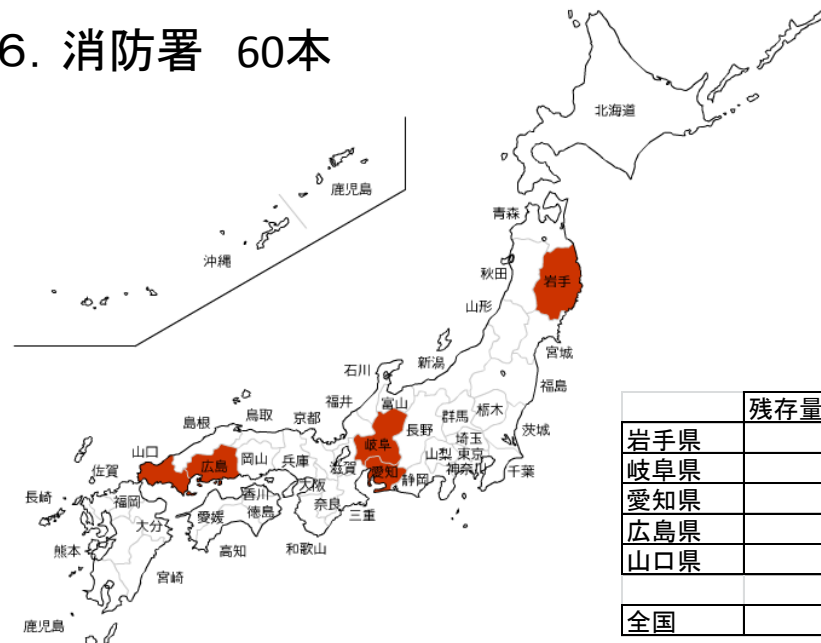 6. 消防署 60本
北海道
鹿児島
青森
沖縄
秋田
岩手
山形
宮城
新潟
石川
福島
福井
富山
群馬
栃木
島根
鳥取
京都
長野
茨城
岐阜
埼玉
山口
広島
岡山
兵庫
滋賀
山梨
東京
佐賀
愛知
静岡
神奈川
千葉
長崎
福岡
香川
大阪
奈良
三重
愛媛
徳島
大分
熊本
高知
和歌山
宮崎
鹿児島
残存量
岩手県
岐阜県
愛知県
広島県
山口県
全国